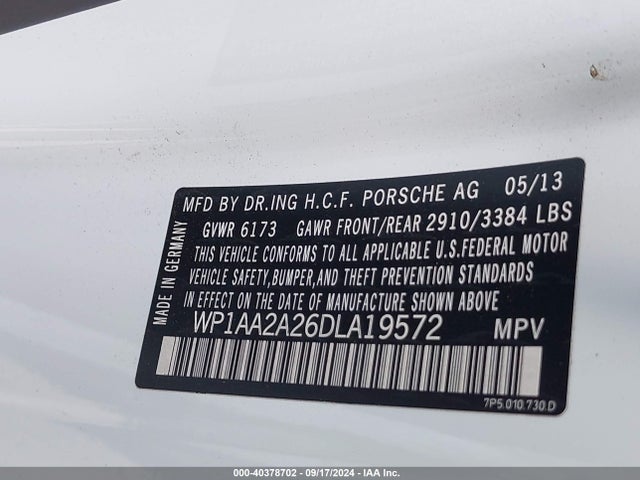 MFD BY DR.ING H.C.F. PORSCHE AG 05/13
GVWR 6173 GAWR FRONT/REAR 2910/3384 LBS
THIS VEHICLE CONFORMS TO ALL APPLICABLE U.S.FEDERAL MOTOR
VEHICLE SAFETY,BUMPER,AND THEFT PREVENTION STANDARDS
IN EFFECT ON THE DATE OF MANUFACTURE SHOWN ABOVE
WP1AA2A26DLA19572 MPV
7P5.010.730.D
MADE IN GERMANY
000-40378702 - 09/17/2024 - IAA Inc.